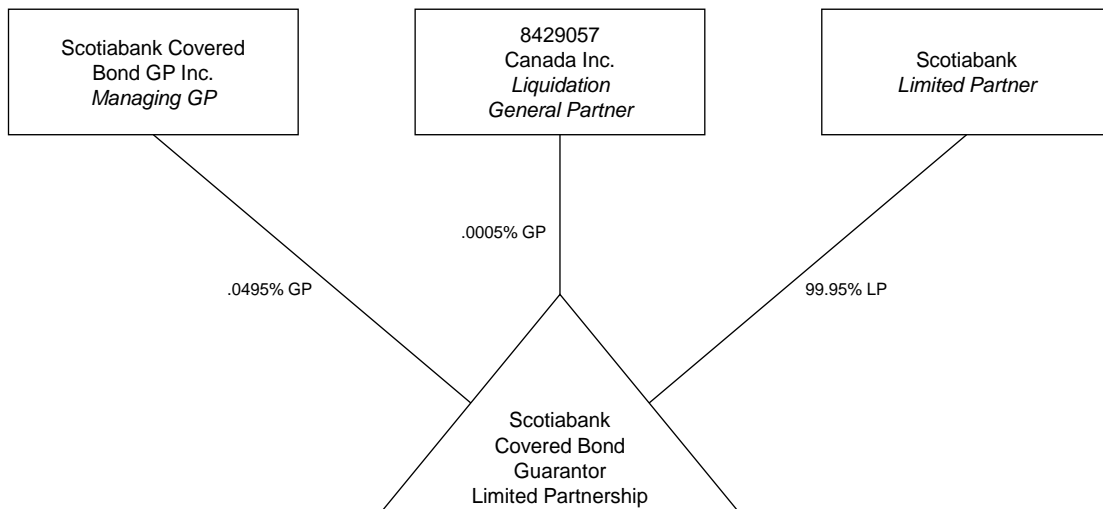 Scotiabank Covered
Bond GP Inc.
Managing GP
8429057
Canada Inc.
Liquidation
General Partner
Scotiabank
Limited Partner
.0495% GP
.0005% GP
99.95% LP
Scotiabank
Covered Bond
Guarantor
Limited Partnership